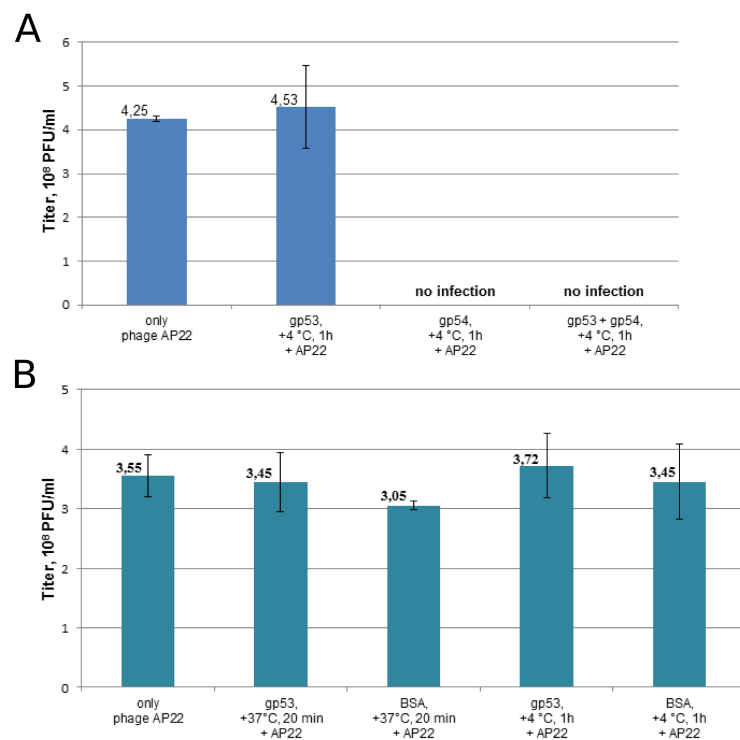 A
6
5
4
3
2
1
0
Titer, 10⁸ PFU/ml
4,25
4,53
no infection
no infection
only
phage AP22
gp53,
+4 °C, 1h
+ AP22
gp54,
+4 °C, 1h
+ AP22
gp53 + gp54,
+4 °C, 1h
+ AP22
B
5
4
3
2
1
0
Titer, 10⁸ PFU/ml
3,55
3,45
3,05
3,72
3,45
only
phage AP22
gp53,
+37°C, 20 min
+ AP22
BSA,
+37°C, 20 min
+ AP22
gp53,
+4 °C, 1h
+ AP22
BSA,
+4 °C, 1h
+ AP22